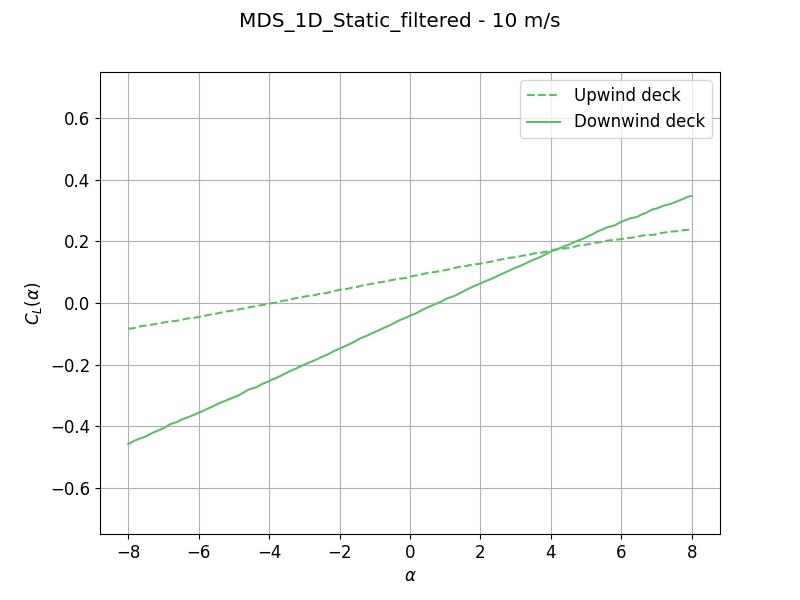 MDS_1D_Static_filtered - 10 m/s
Upwind deck
Downwind deck
0.6
0.4
0.2
0.0
−0.2
−0.4
−0.6
C_L(α)
−8 −6 −4 −2 0 2 4 6 8
α